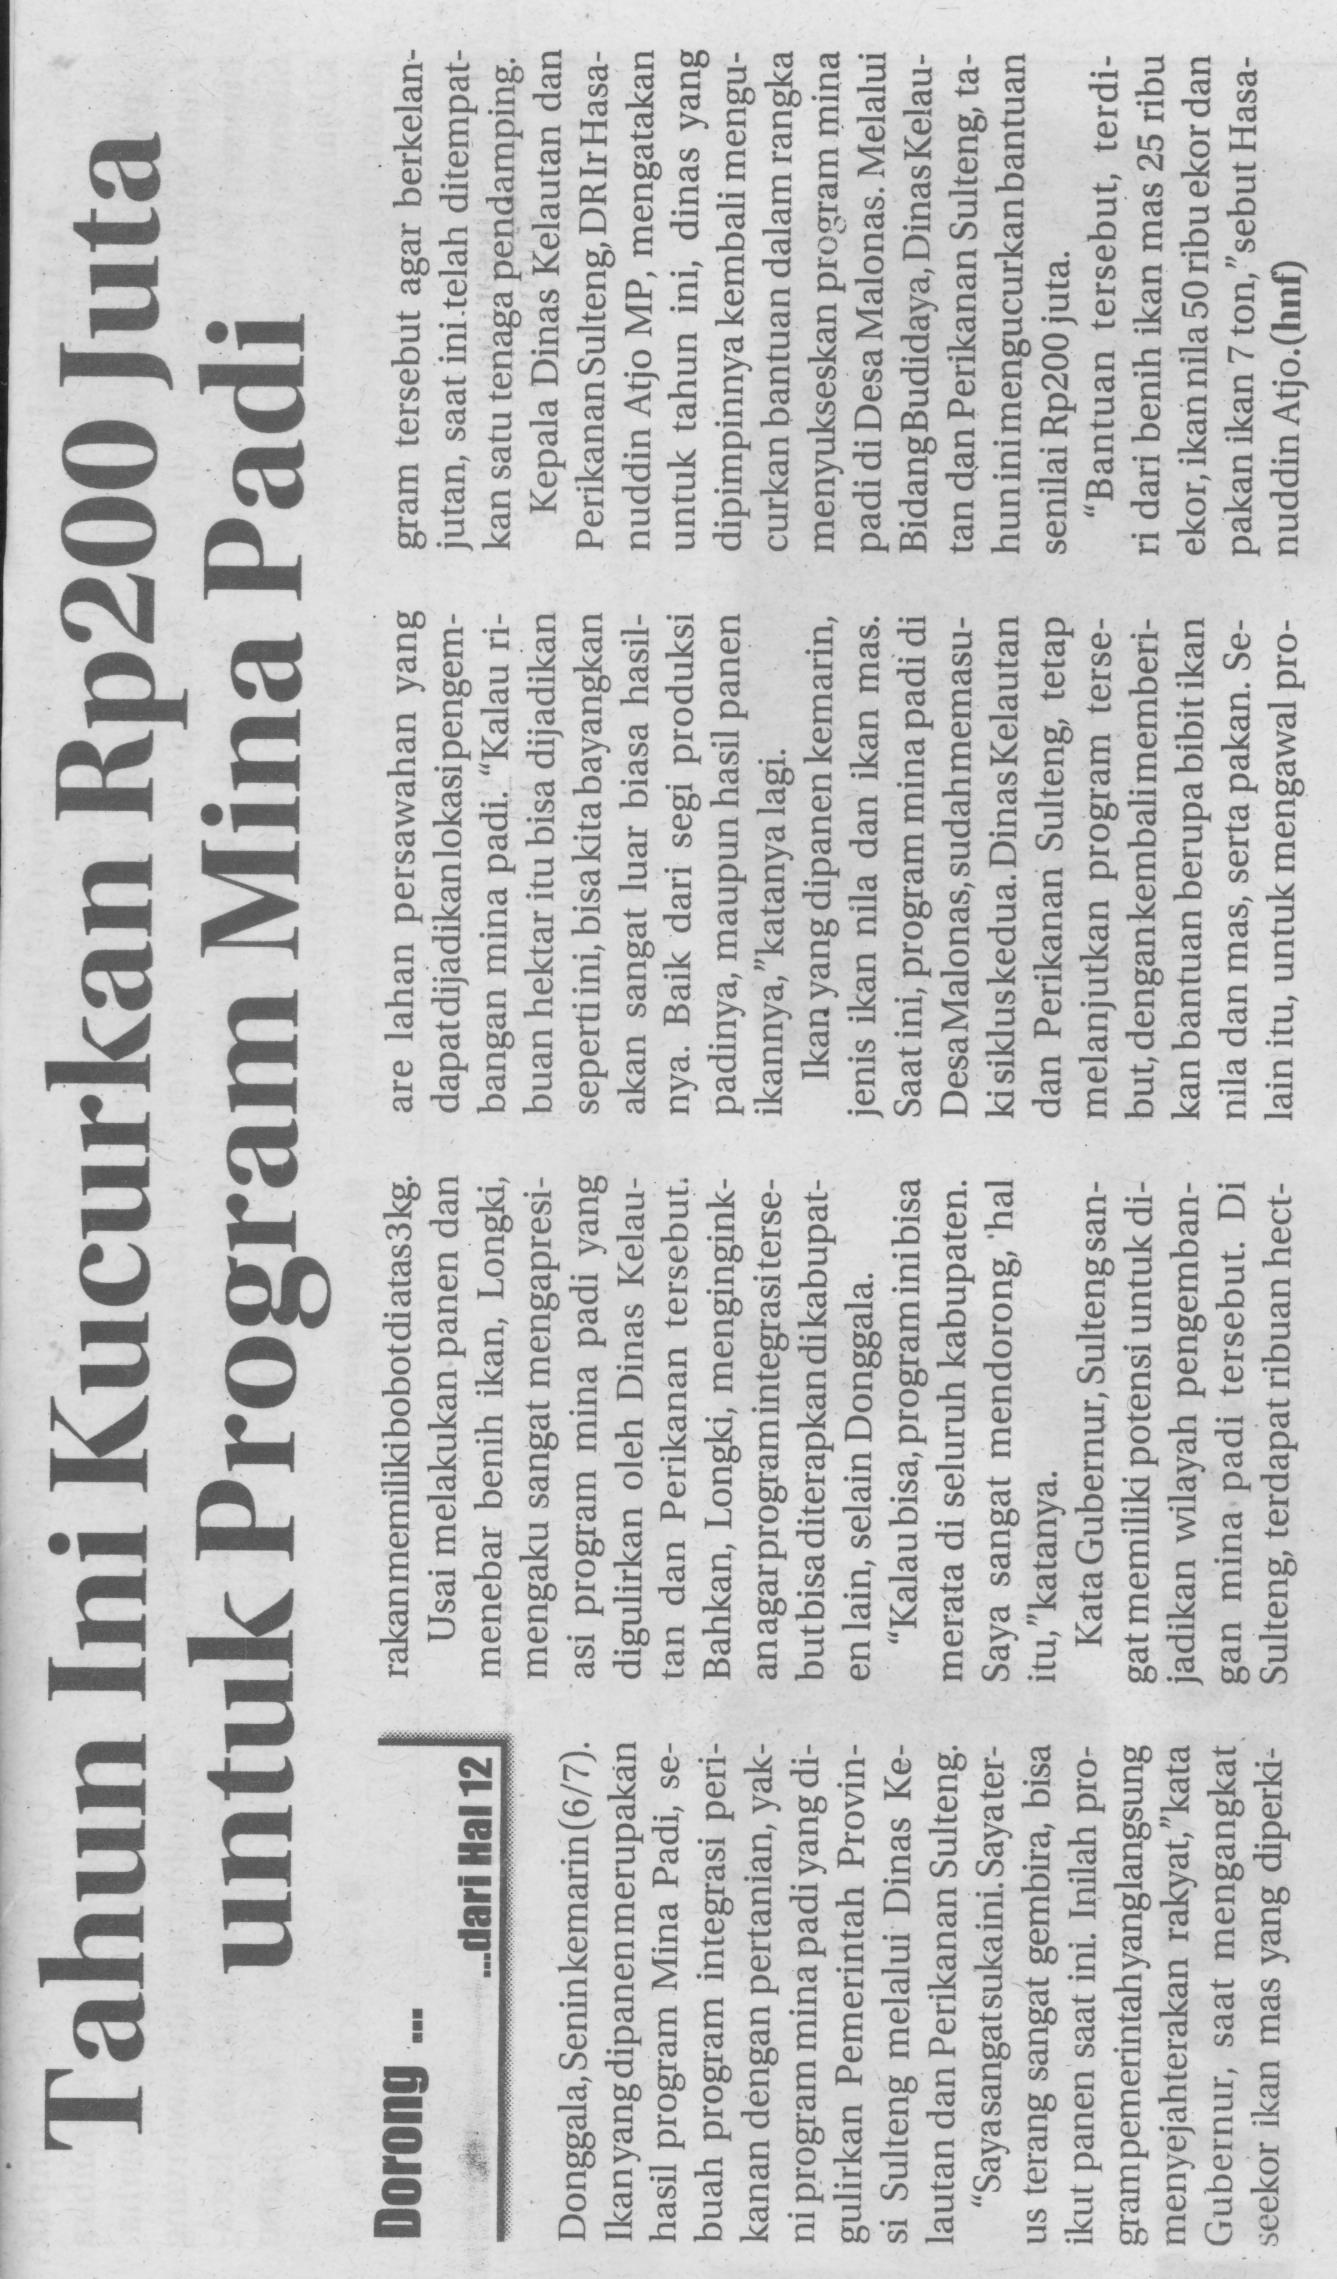 Tahun Ini Kucurkan Rp200 Juta
untuk Program Mina Padi
Dorong ...
...dari Hal 12
Donggala, Senin kemarin (6/7).
Ikan yang dipanen merupakan
hasil program Mina Padi, se-
buah program integrasi peri-
kanan dengan pertanian, yak-
ni program mina padi yang di-
gulirkan Pemerintah Provin-
si Sulteng melalui Dinas Ke-
lautan dan Perikanan Sulteng.
“Saya sangat suka ini. Saya ter-
us terang sangat gembira, bisa
ikut panen saat ini. Inilah pro-
gram pemerintah yang langsung
menyejahterakan rakyat,” kata
Gubernur, saat mengangkat
seekor ikan mas yang diperki-
rakan memiliki bobot diatas 3 kg.
Usai melakukan panen dan
menebar benih ikan, Longki,
mengaku sangat mengapresi-
asi program mina padi yang
digulirkan oleh Dinas Kelau-
tan dan Perikanan tersebut.
Bahkan, Longki, mengingink-
an agar program integrasi terse-
but bisa diterapkan di kabupat-
en lain, selain Donggala.
“Kalau bisa, program ini bisa
merata di seluruh kabupaten.
Saya sangat mendorong, hal
itu,” katanya.
Kata Gubernur, Sulteng san-
gat memiliki potensi untuk di-
jadikan wilayah pengemban-
gan mina padi tersebut. Di
Sulteng, terdapat ribuan hect-
are lahan persawahan yang
dapat dijadikan lokasi pengem-
bangan mina padi. “Kalau ri-
buan hektar itu bisa dijadikan
seperti ini, bisa kita bayangkan
akan sangat luar biasa hasil-
nya. Baik dari segi produksi
padinya, maupun hasil panen
ikannya,” katanya lagi.
Ikan yang dipanen kemarin,
jenis ikan nila dan ikan mas.
Saat ini, program mina padi di
Desa Malonas, sudah memasu-
ki siklus kedua. Dinas Kelautan
dan Perikanan Sulteng, tetap
melanjutkan program terse-
but, dengan kembali memberi-
kan bantuan berupa bibit ikan
nila dan mas, serta pakan. Se-
lain itu, untuk mengawal pro-
gram tersebut agar berkelan-
jutan, saat ini telah ditempat-
kan satu tenaga pendamping.
Kepala Dinas Kelautan dan
Perikanan Sulteng, DR Ir Hasa-
nuddin Atjo MP, mengatakan
untuk tahun ini, dinas yang
dipimpinnya kembali mengu-
curkan bantuan dalam rangka
menyukseskan program mina
padi di Desa Malonas. Melalui
Bidang Budidaya, Dinas Kelau-
tan dan Perikanan Sulteng, ta-
hun ini mengucurkan bantuan
senilai Rp200 juta.
“Bantuan tersebut, terdi-
ri dari benih ikan mas 25 ribu
ekor, ikan nila 50 ribu ekor dan
pakan ikan 7 ton,” sebut Hasa-
nuddin Atjo. (hnf)